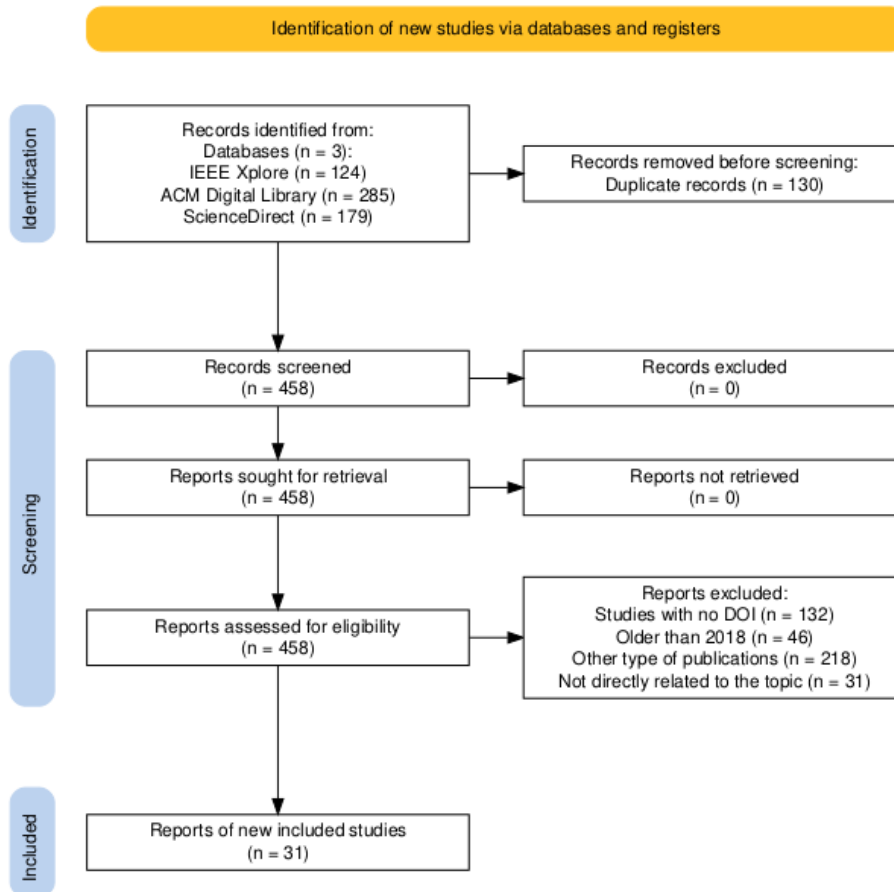 Identification of new studies via databases and registers
Identification
Records identified from:
Databases (n = 3):
IEEE Xplore (n = 124)
ACM Digital Library (n = 285)
ScienceDirect (n = 179)
Records removed before screening:
Duplicate records (n = 130)
Screening
Records screened
(n = 458)
Records excluded
(n = 0)
Reports sought for retrieval
(n = 458)
Reports not retrieved
(n = 0)
Reports assessed for eligibility
(n = 458)
Reports excluded:
Studies with no DOI (n = 132)
Older than 2018 (n = 46)
Other type of publications (n = 218)
Not directly related to the topic (n = 31)
Included
Reports of new included studies
(n = 31)